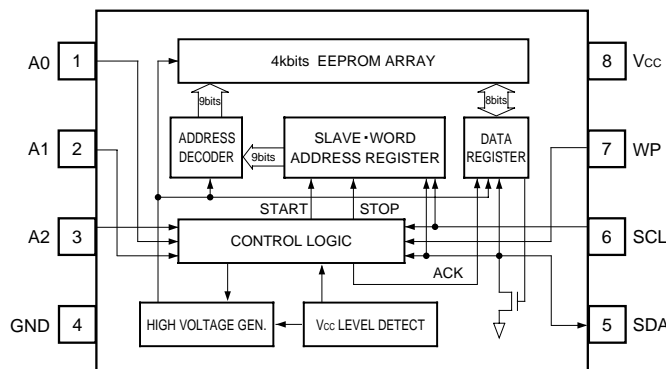 A0 1
4kbits EEPROM ARRAY
8 Vcc
9bits
8bits
A1 2
ADDRESS
DECODER
9bits
SLAVE・WORD
ADDRESS REGISTER
DATA
REGISTER
7 WP
START
STOP
A2 3
CONTROL LOGIC
6 SCL
ACK
GND 4
HIGH VOLTAGE GEN.
Vcc LEVEL DETECT
5 SDA